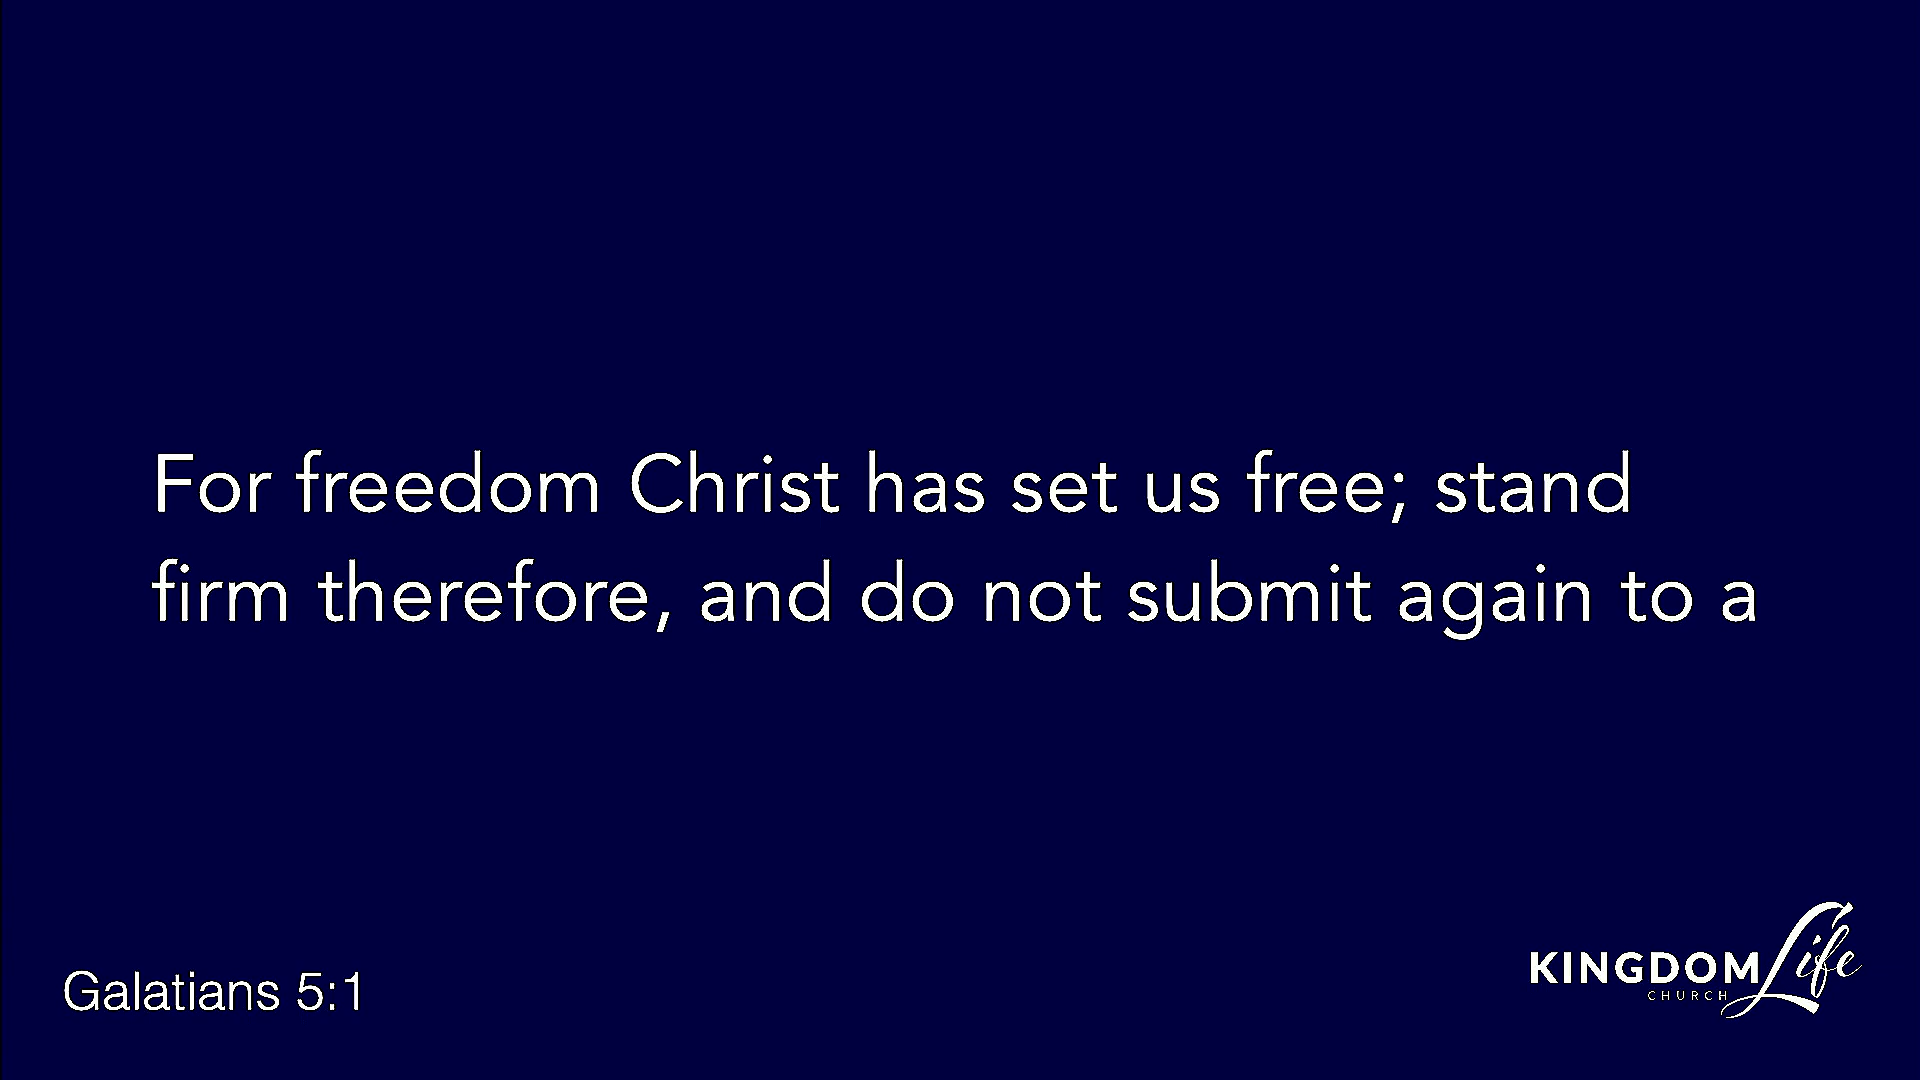 For freedom Christ has set us free; stand
firm therefore, and do not submit again to a
Galatians 5:1
KINGDOM Life
CHURCH